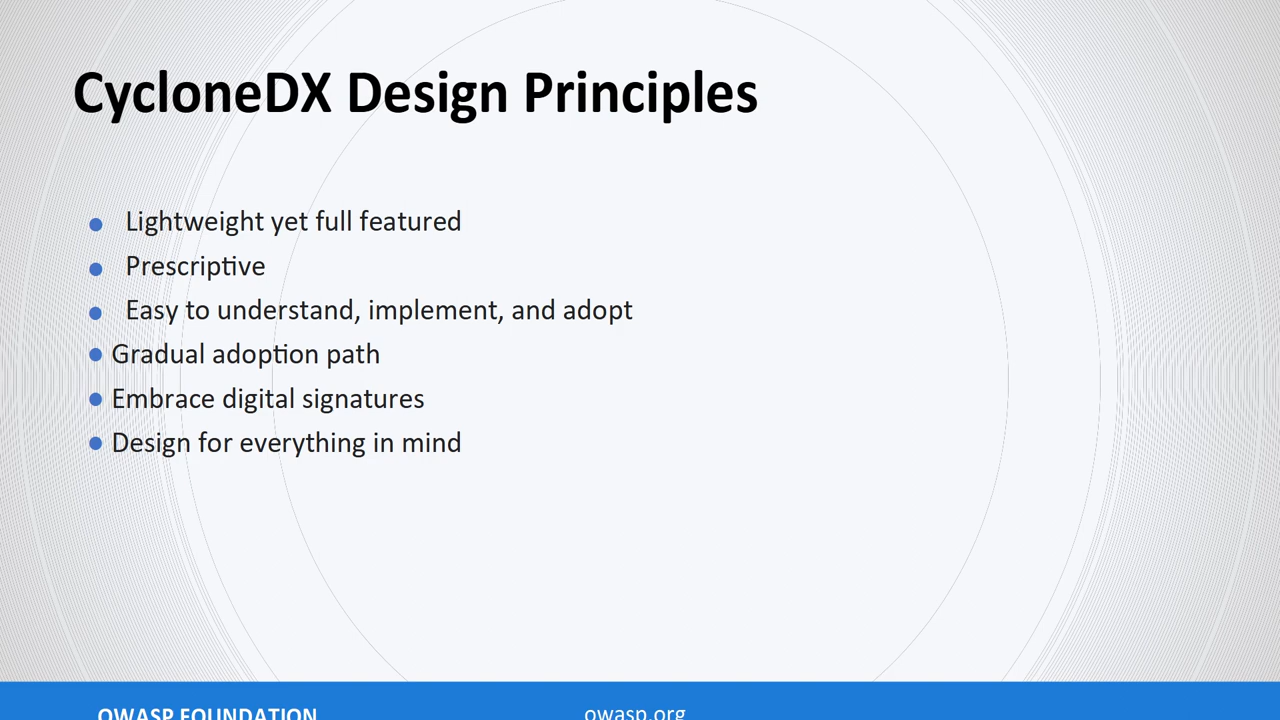 CycloneDX Design Principles
Lightweight yet full featured
Prescriptive
Easy to understand, implement, and adopt
Gradual adoption path
Embrace digital signatures
Design for everything in mind
OWASP FOUNDATION
owasp.org